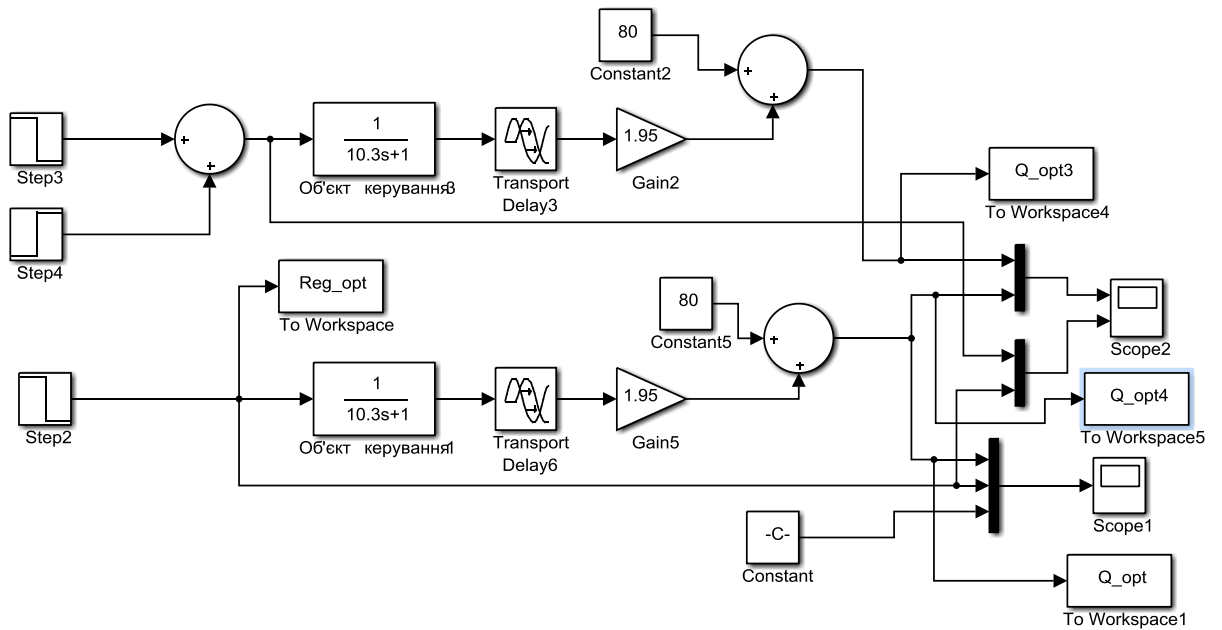 80
Constant2
+
+
Step3
+
+
1
10.3s+1
Об'єкт керування3
Transport
Delay3
1.95
Gain2
Q_opt3
To Workspace4
Step4
Reg_opt
To Workspace
80
Constant5
+
+
Scope2
Step2
1
10.3s+1
Об'єкт керування1
Transport
Delay6
1.95
Gain5
Q_opt4
To Workspace5
-C-
Constant
Scope1
Q_opt
To Workspace1